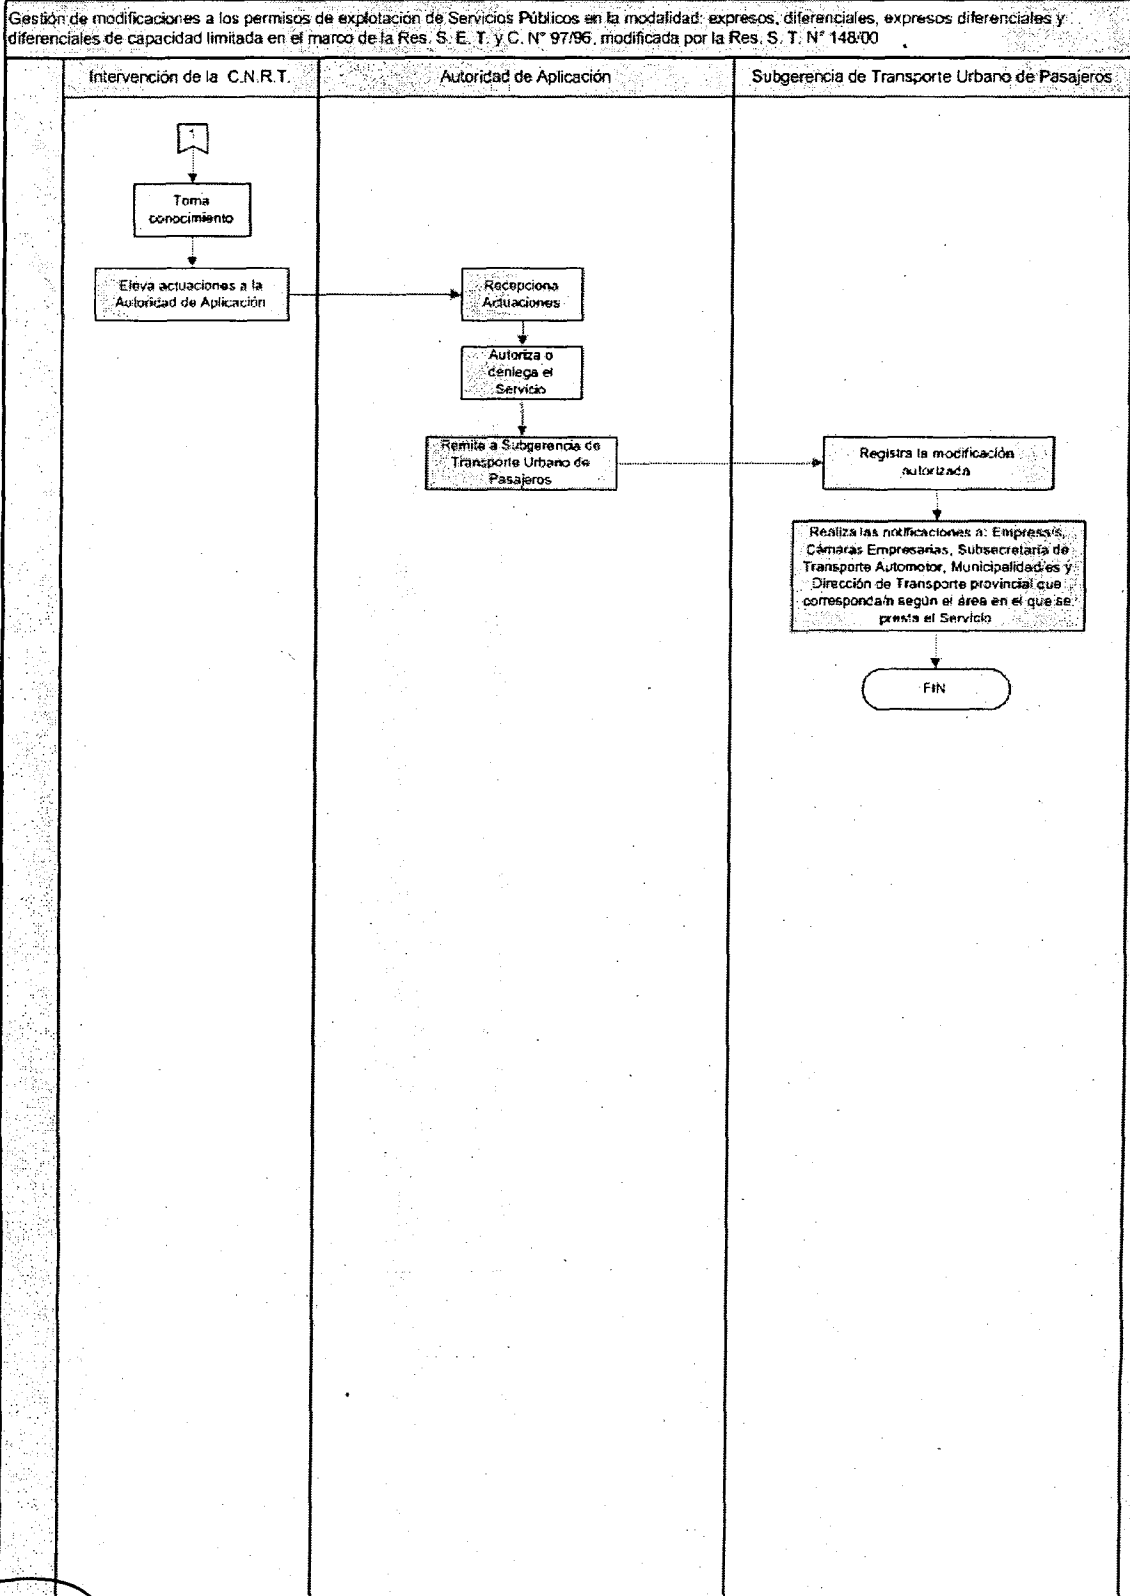 Gestión de modificaciones a los permisos de explotación de Servicios Públicos en la modalidad: expresos, diferenciales, expresos diferenciales y
diferenciales de capacidad limitada en el marco de la Res. S. E. T. y C. N° 97/96, modificada por la Res. S. T. N° 148/00
Intervención de la C.N.R.T.
Autoridad de Aplicación
Subgerencia de Transporte Urbano de Pasajeros
1
Toma
conocimiento
Eleva actuaciones a la
Autoridad de Aplicación
Recepciona
Actuaciones
Autoriza o
deniega el
Servicio
Remite a Subgerencia de
Transporte Urbano de
Pasajeros
Registra la modificación
autorizada
Realiza las notificaciones a: Empresa/s,
Cámaras Empresarias, Subsecretaría de
Transporte Automotor, Municipalidad/es y
Dirección de Transporte provincial que
corresponda/n según el área en el que se
presta el Servicio
FIN